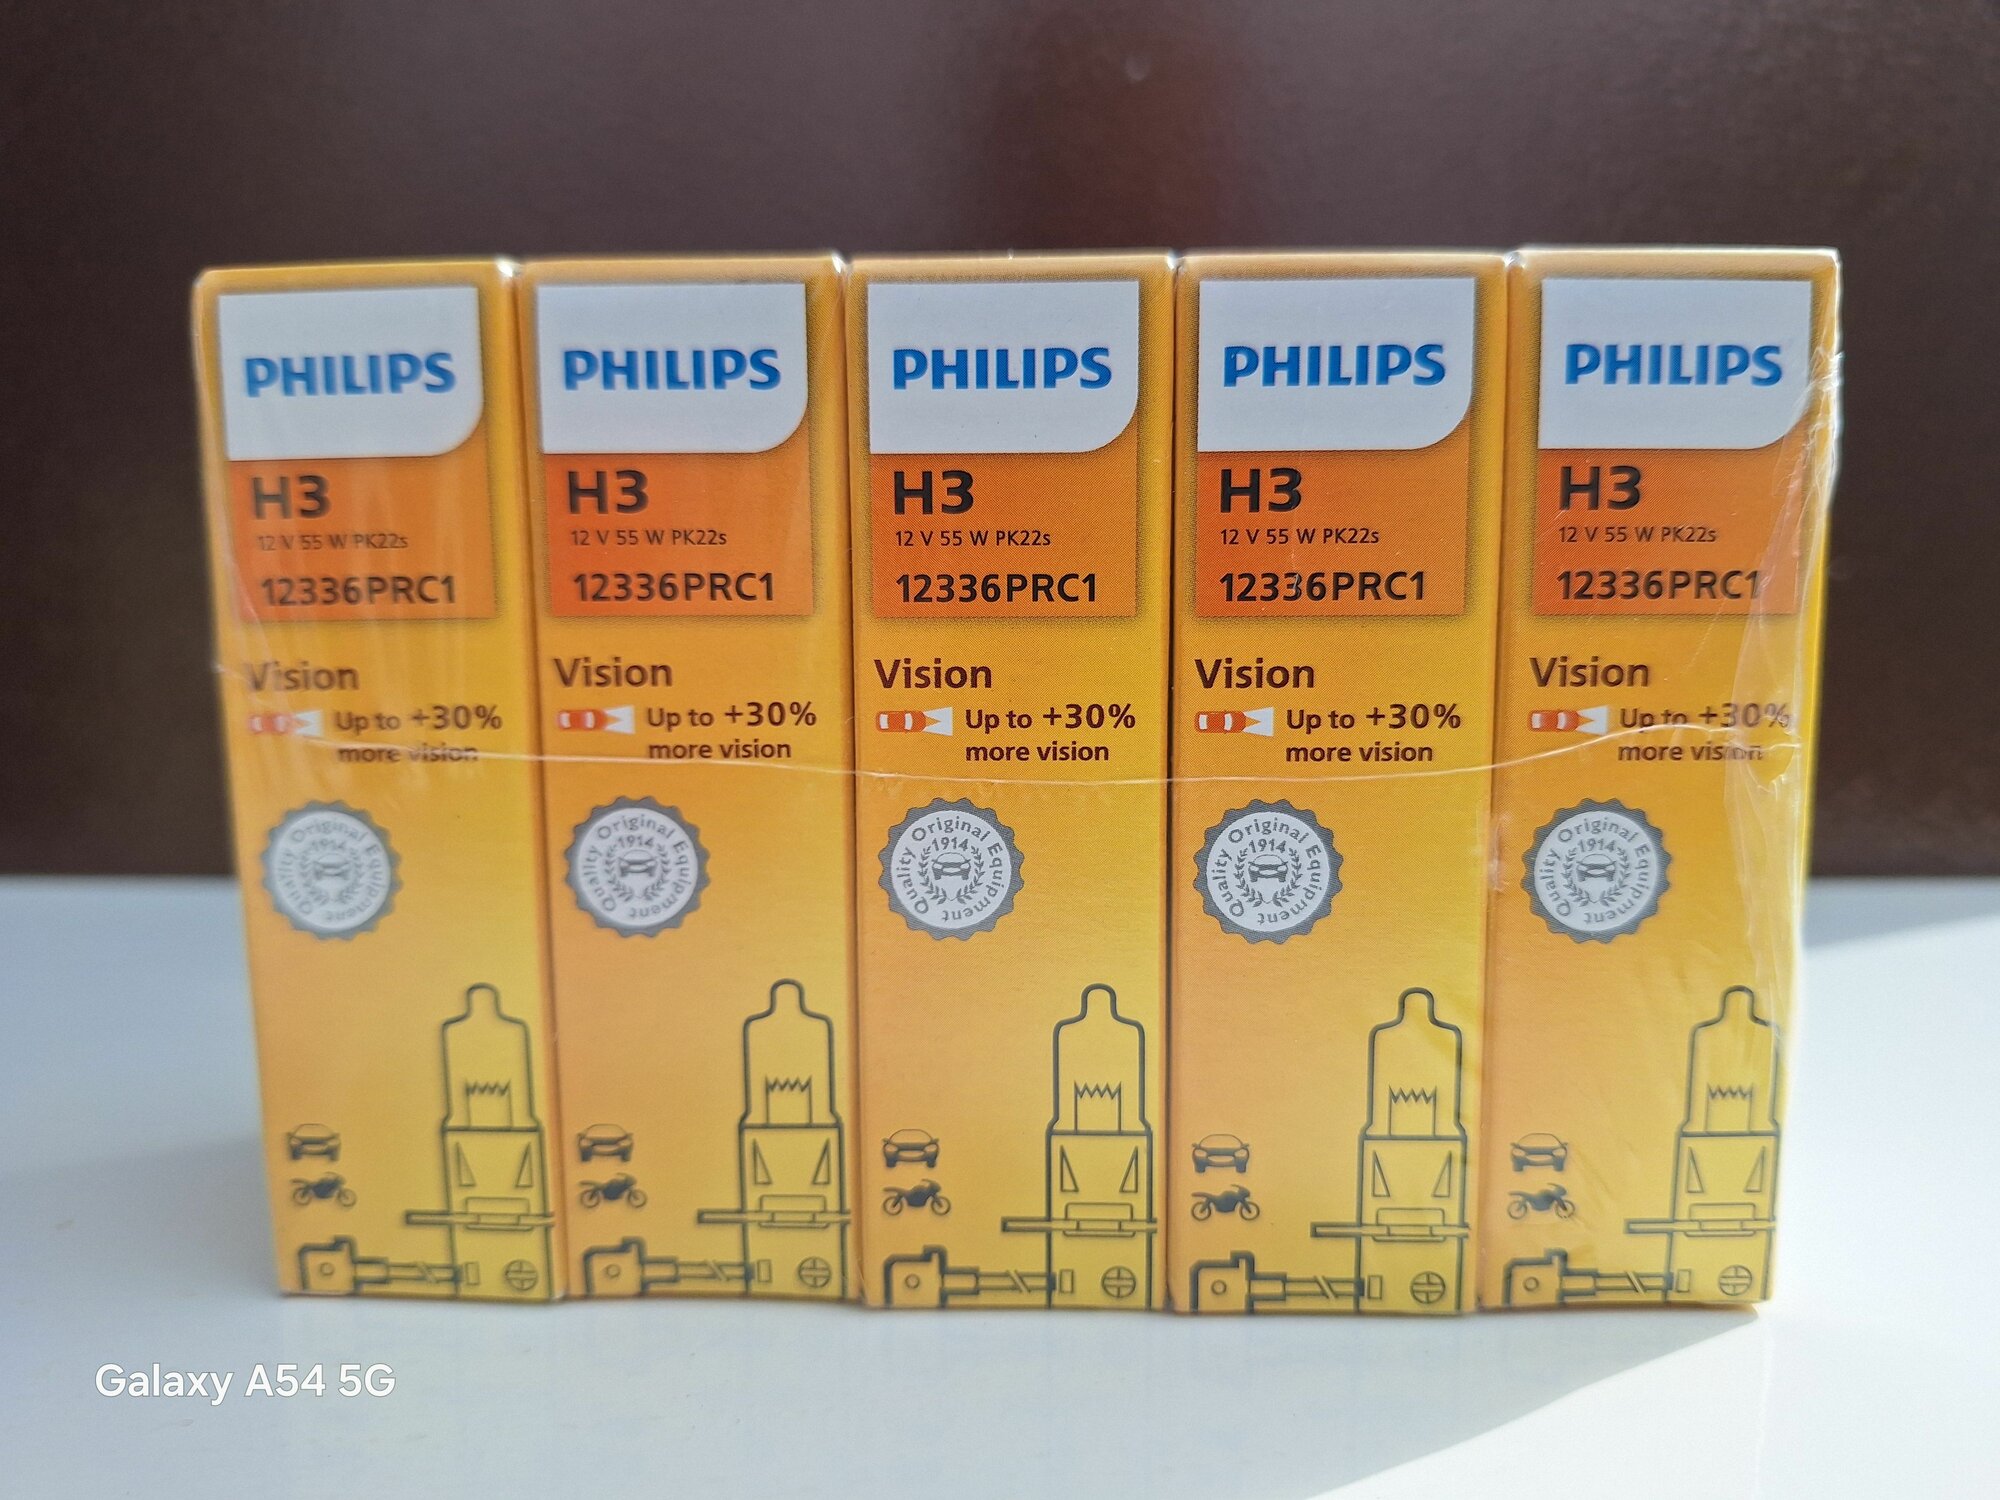 PHILIPS
H3
12 V 55 W PK22s
12336PRC1
Vision
Up to +30%
more vision
Quality Original Equipment
1914
PHILIPS
H3
12 V 55 W PK22s
12336PRC1
Vision
Up to +30%
more vision
Quality Original Equipment
1914
PHILIPS
H3
12 V 55 W PK22s
12336PRC1
Vision
Up to +30%
more vision
Quality Original Equipment
1914
PHILIPS
H3
12 V 55 W PK22s
12336PRC1
Vision
Up to +30%
more vision
Quality Original Equipment
1914
PHILIPS
H3
12 V 55 W PK22s
12336PRC1
Vision
Up to +30%
more vision
Quality Original Equipment
1914
Galaxy A54 5G